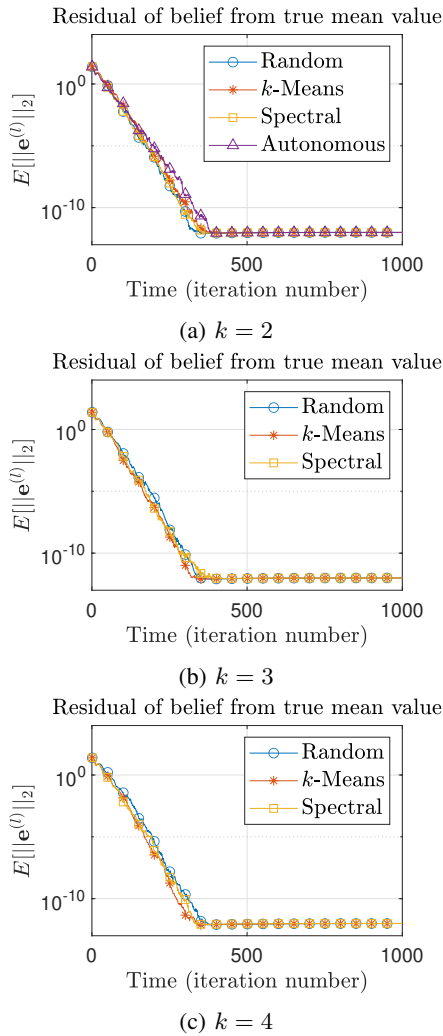 Residual of belief from true mean value
E[||e^(l)||_2]
10^0
10^-10
Random
k-Means
Spectral
Autonomous
0 500 1000
Time (iteration number)
(a) k = 2
Residual of belief from true mean value
E[||e^(l)||_2]
10^0
10^-10
Random
k-Means
Spectral
0 500 1000
Time (iteration number)
(b) k = 3
Residual of belief from true mean value
E[||e^(l)||_2]
10^0
10^-10
Random
k-Means
Spectral
0 500 1000
Time (iteration number)
(c) k = 4